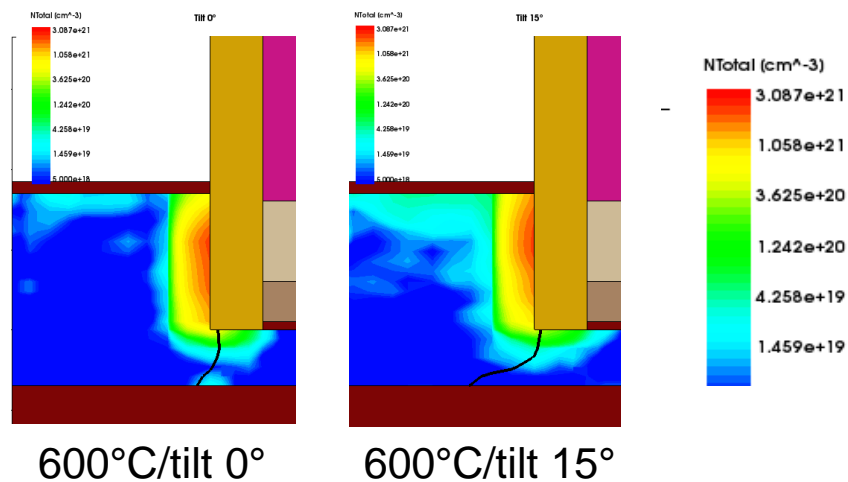 NTotal (cm^-3)
3.087e+21
1.058e+21
3.625e+20
1.242e+20
4.258e+19
1.459e+19
5.000e+18
Tilt 0°
NTotal (cm^-3)
3.087e+21
1.058e+21
3.625e+20
1.242e+20
4.258e+19
1.459e+19
5.000e+18
Tilt 15°
NTotal (cm^-3)
3.087e+21
1.058e+21
3.625e+20
1.242e+20
4.258e+19
1.459e+19
600°C/tilt 0°
600°C/tilt 15°